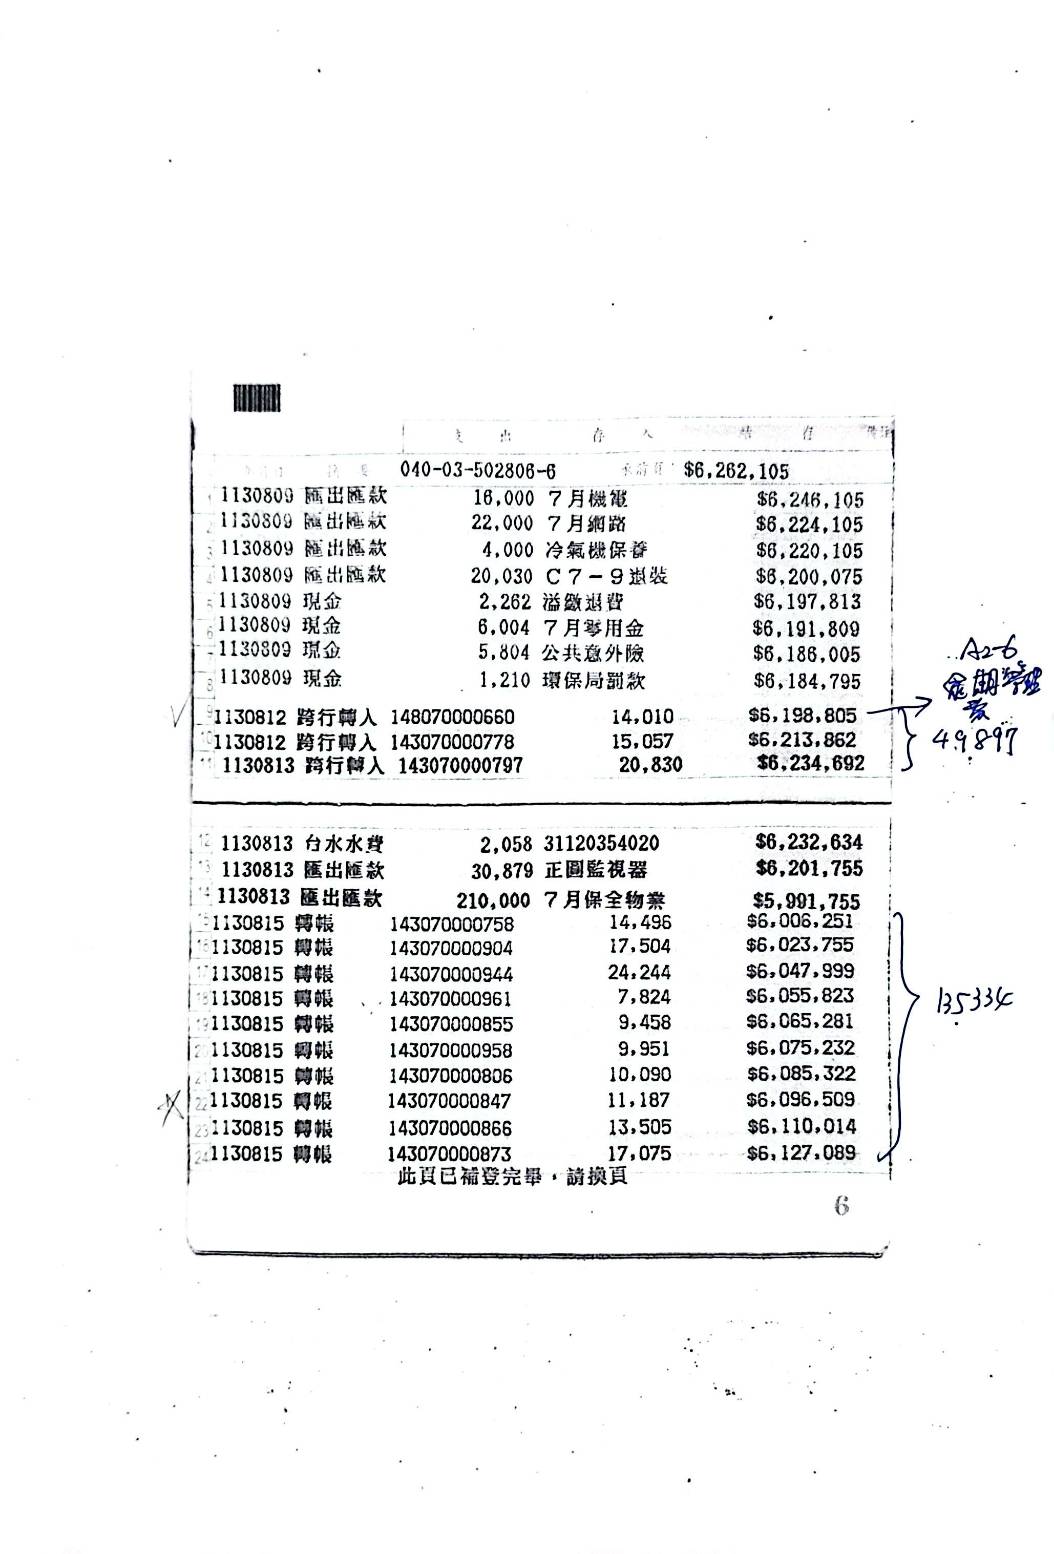 支 出 存 入 結 存 備註
摘 要 040-03-502806-6 承前頁 $6,262,105
1 1130809 匯出匯款 16,000 7月機電 $6,246,105
2 1130809 匯出匯款 22,000 7月網路 $6,224,105
3 1130809 匯出匯款 4,000 冷氣機保養 $6,220,105
4 1130809 匯出匯款 20,030 C7-9退裝 $6,200,075
5 1130809 現金 2,262 溢繳退費 $6,197,813
6 1130809 現金 6,004 7月零用金 $6,191,809
7 1130809 現金 5,804 公共意外險 $6,186,005
8 1130809 現金 1,210 環保局罰款 $6,184,795
9 1130812 跨行轉入 148070000660 14,010 $6,198,805
10 1130812 跨行轉入 143070000778 15,057 $6,213,862
11 1130813 跨行轉入 143070000797 20,830 $6,234,692
A2-6
期管理
費
49897
12 1130813 台水水費 2,058 31120354020 $6,232,634
13 1130813 匯出匯款 30,879 正圓監視器 $6,201,755
14 1130813 匯出匯款 210,000 7月保全物業 $5,991,755
15 1130815 轉帳 143070000758 14,496 $6,006,251
16 1130815 轉帳 143070000904 17,504 $6,023,755
17 1130815 轉帳 143070000944 24,244 $6,047,999
18 1130815 轉帳 143070000961 7,824 $6,055,823
19 1130815 轉帳 143070000855 9,458 $6,065,281
20 1130815 轉帳 143070000958 9,951 $6,075,232
21 1130815 轉帳 143070000806 10,090 $6,085,322
22 1130815 轉帳 143070000847 11,187 $6,096,509
23 1130815 轉帳 143070000866 13,505 $6,110,014
24 1130815 轉帳 143070000873 17,075 $6,127,089
135334
此頁已補登完畢，請換頁
6